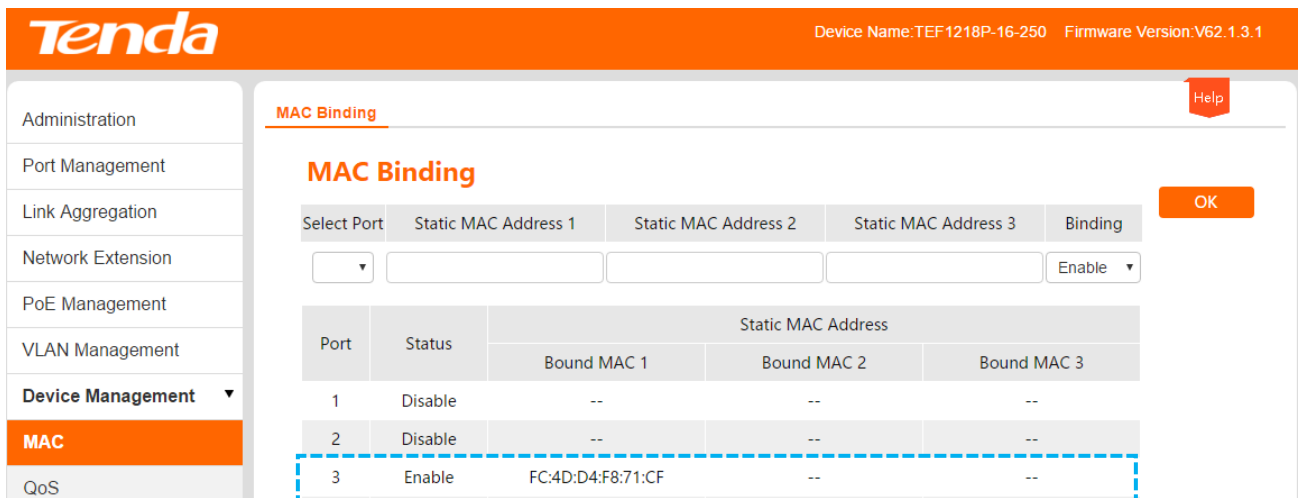 Tenda
Device Name:TEF1218P-16-250 Firmware Version:V62.1.3.1
Administration
Port Management
Link Aggregation
Network Extension
PoE Management
VLAN Management
Device Management
MAC
QoS
MAC Binding
Help
MAC Binding
OK
Select Port Static MAC Address 1 Static MAC Address 2 Static MAC Address 3 Binding
Enable
Port Status Static MAC Address
Bound MAC 1 Bound MAC 2 Bound MAC 3
1 Disable -- -- --
2 Disable -- -- --
3 Enable FC:4D:D4:F8:71:CF -- --